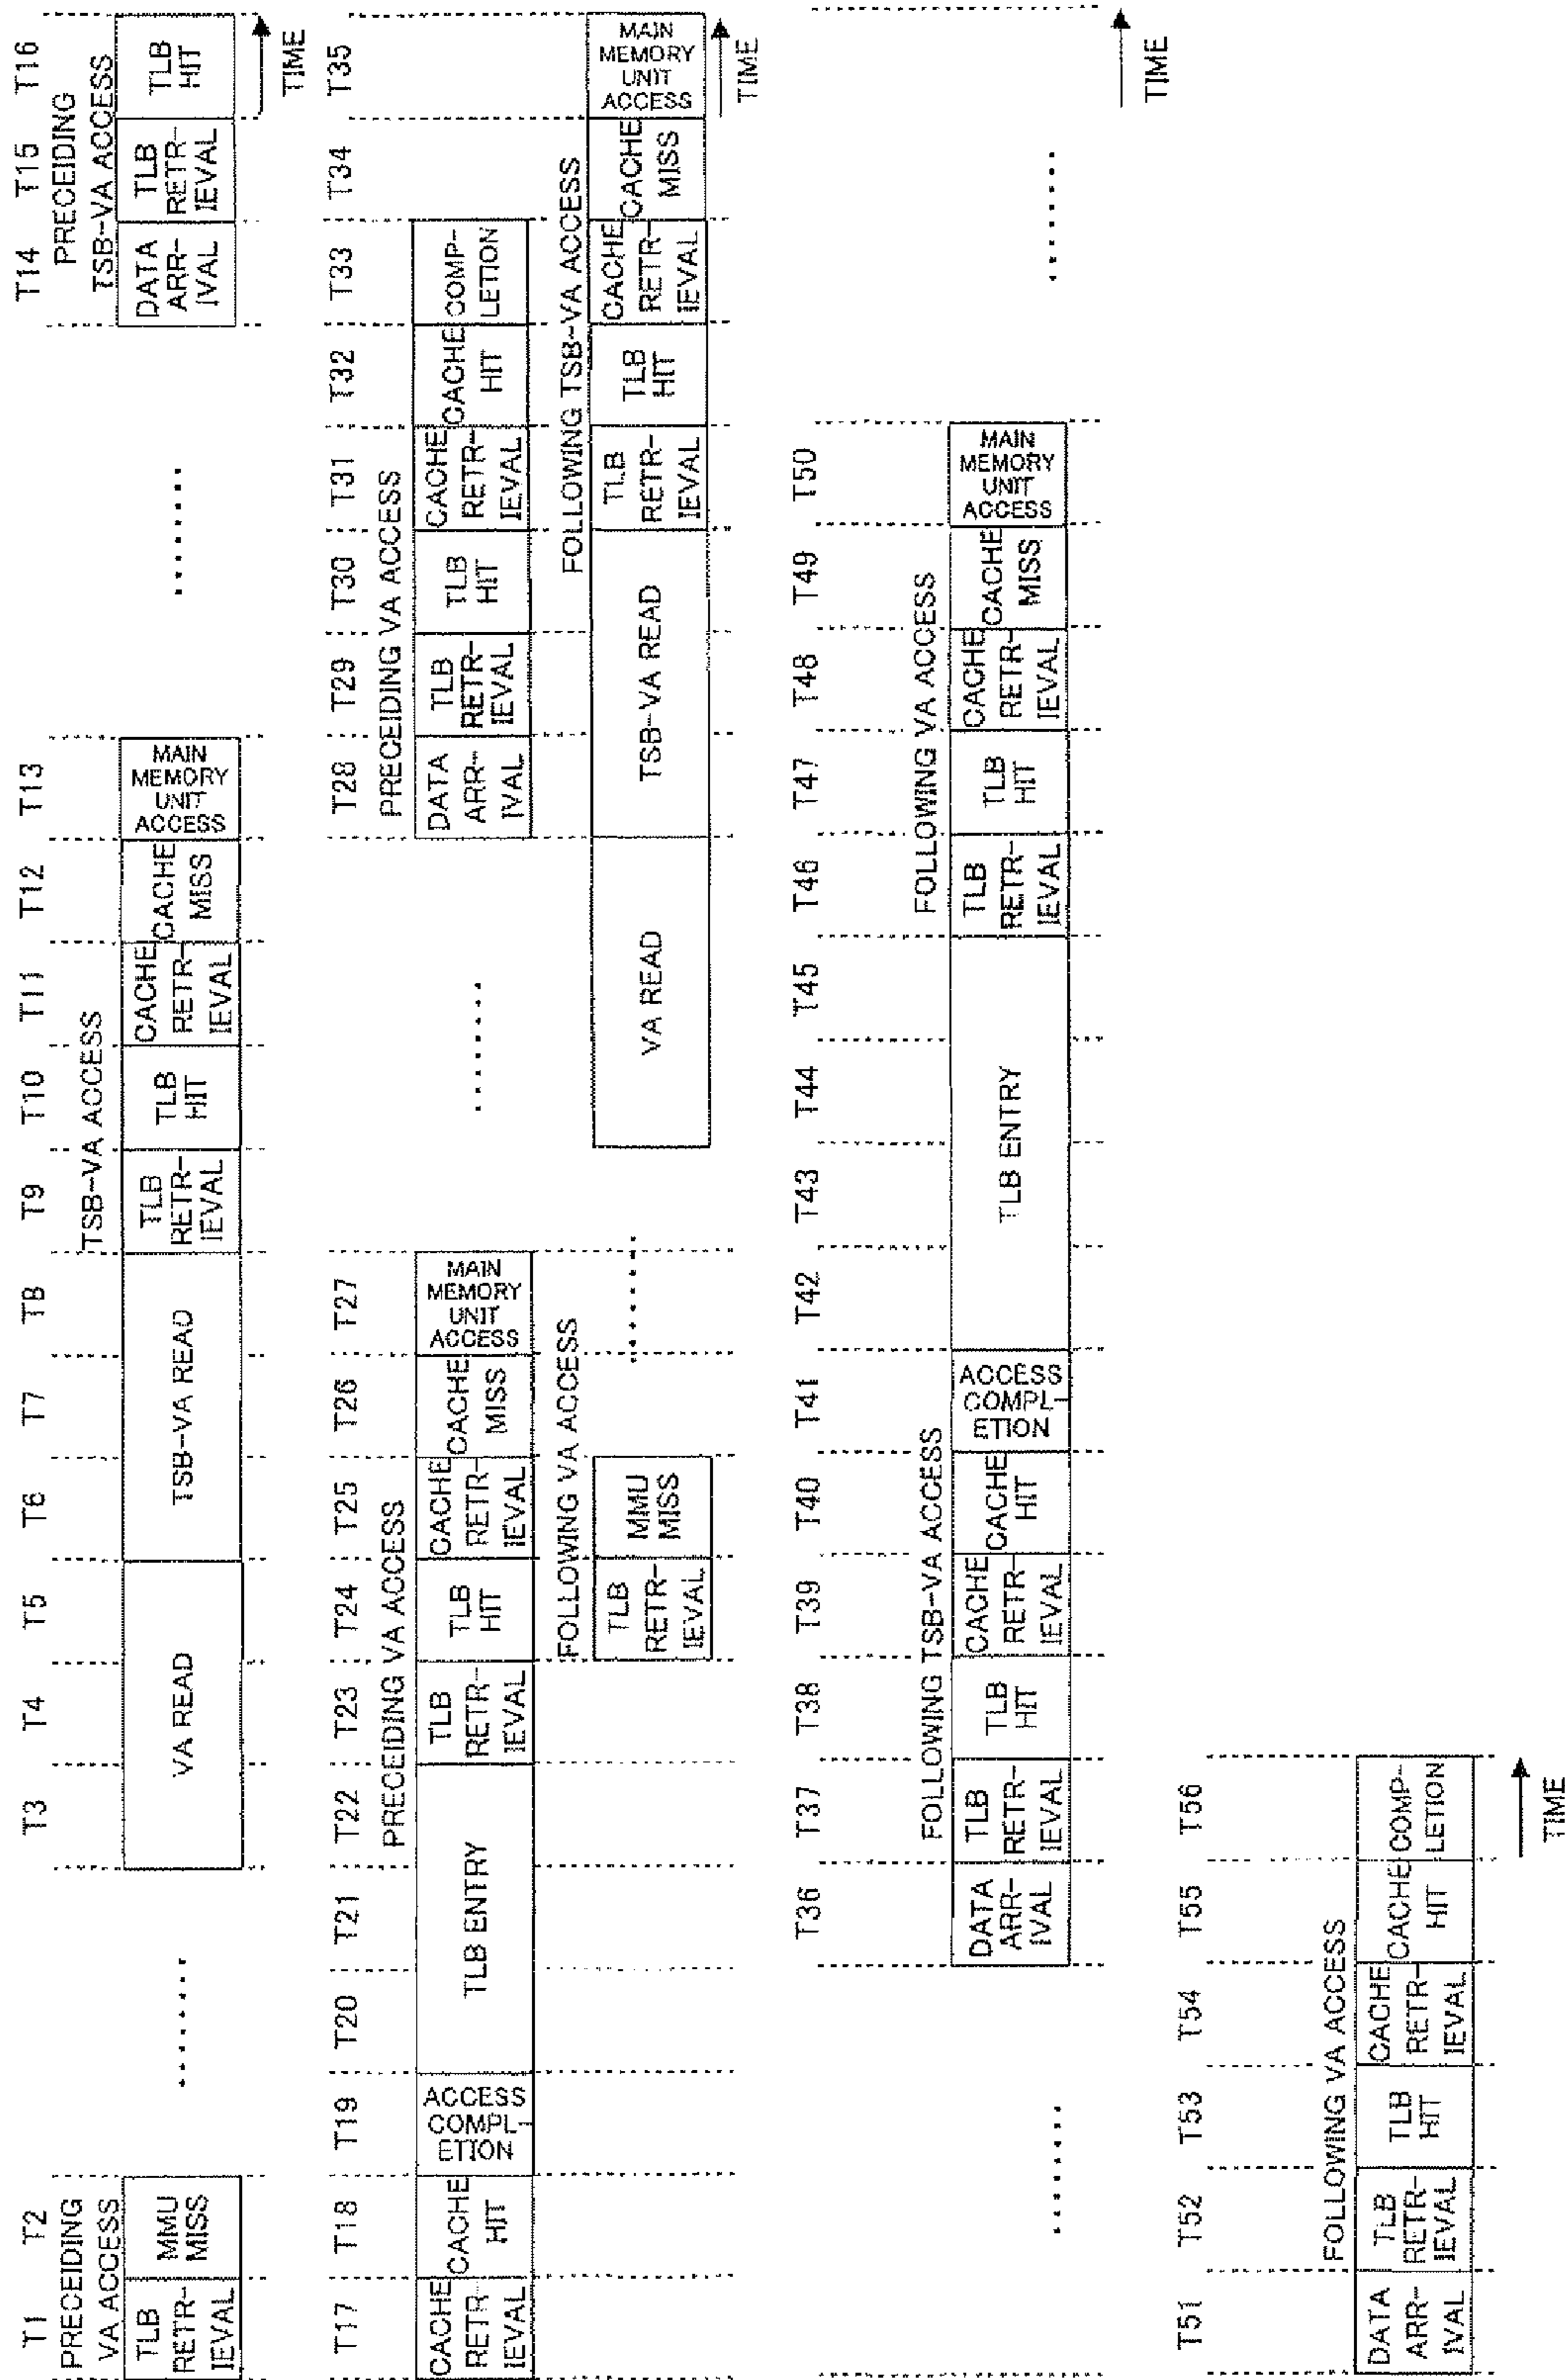 T1 T2 T3 T4 T5 T6 T7 T8 T9 T10 T11 T12 T13 T14 T15 T16
PRECEIDING
VA ACCESS
TSB-VA ACCESS
PRECEIDING
TSB-VA ACCESS
TLB
RETR-
IEVAL
MMU
MISS
.......
VA READ
TSB-VA READ
TLB
RETR-
IEVAL
TLB
HIT
CACHE
RETR-
IEVAL
CACHE
MISS
MAIN
MEMORY
UNIT
ACCESS
.......
DATA
ARR-
IVAL
TLB
RETR-
IEVAL
TLB
HIT
TIME
T17 T18 T19 T20 T21 T22 T23 T24 T25 T26 T27 T28 T29 T30 T31 T32 T33 T34 T35
PRECEIDING VA ACCESS
PRECEIDING VA ACCESS
CACHE
RETR-
IEVAL
CACHE
HIT
ACCESS
COMPL-
ETION
TLB ENTRY
TLB
RETR-
IEVAL
TLB
HIT
CACHE
RETR-
IEVAL
CACHE
MISS
MAIN
MEMORY
UNIT
ACCESS
.......
DATA
ARR-
IVAL
TLB
RETR-
IEVAL
TLB
HIT
CACHE
RETR-
IEVAL
CACHE
HIT
COMP-
LETION
FOLLOWING VA ACCESS
FOLLOWING TSB-VA ACCESS
TLB
RETR-
IEVAL
MMU
MISS
.......
VA READ
TSB-VA READ
TLB
RETR-
IEVAL
TLB
HIT
CACHE
RETR-
IEVAL
CACHE
MISS
MAIN
MEMORY
UNIT
ACCESS
TIME
T36 T37 T38 T39 T40 T41 T42 T43 T44 T45 T46 T47 T48 T49 T50
FOLLOWING TSB-VA ACCESS
FOLLOWING VA ACCESS
.......
DATA
ARR-
IVAL
TLB
RETR-
IEVAL
TLB
HIT
CACHE
RETR-
IEVAL
CACHE
HIT
ACCESS
COMPL-
ETION
TLB ENTRY
TLB
RETR-
IEVAL
TLB
HIT
CACHE
RETR-
IEVAL
CACHE
MISS
MAIN
MEMORY
UNIT
ACCESS
.......
TIME
T51 T52 T53 T54 T55 T56
FOLLOWING VA ACCESS
DATA
ARR-
IVAL
TLB
RETR-
IEVAL
TLB
HIT
CACHE
RETR-
IEVAL
CACHE
HIT
COMP-
LETION
TIME